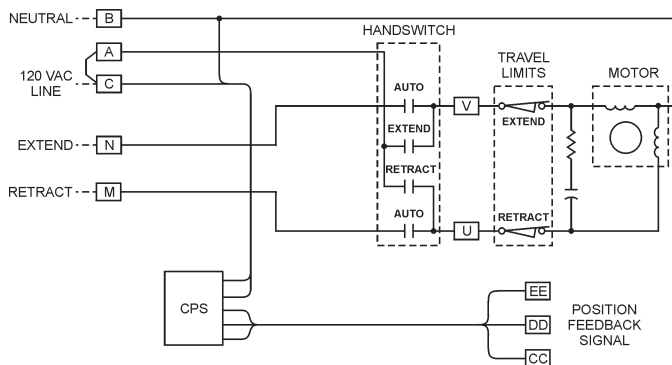 NEUTRAL
B
HANDSWITCH
A
120 VAC
LINE
C
TRAVEL
LIMITS
MOTOR
AUTO
V
EXTEND
EXTEND
EXTEND
N
RETRACT
RETRACT
M
AUTO
U
RETRACT
CPS
EE
DD
CC
POSITION
FEEDBACK
SIGNAL